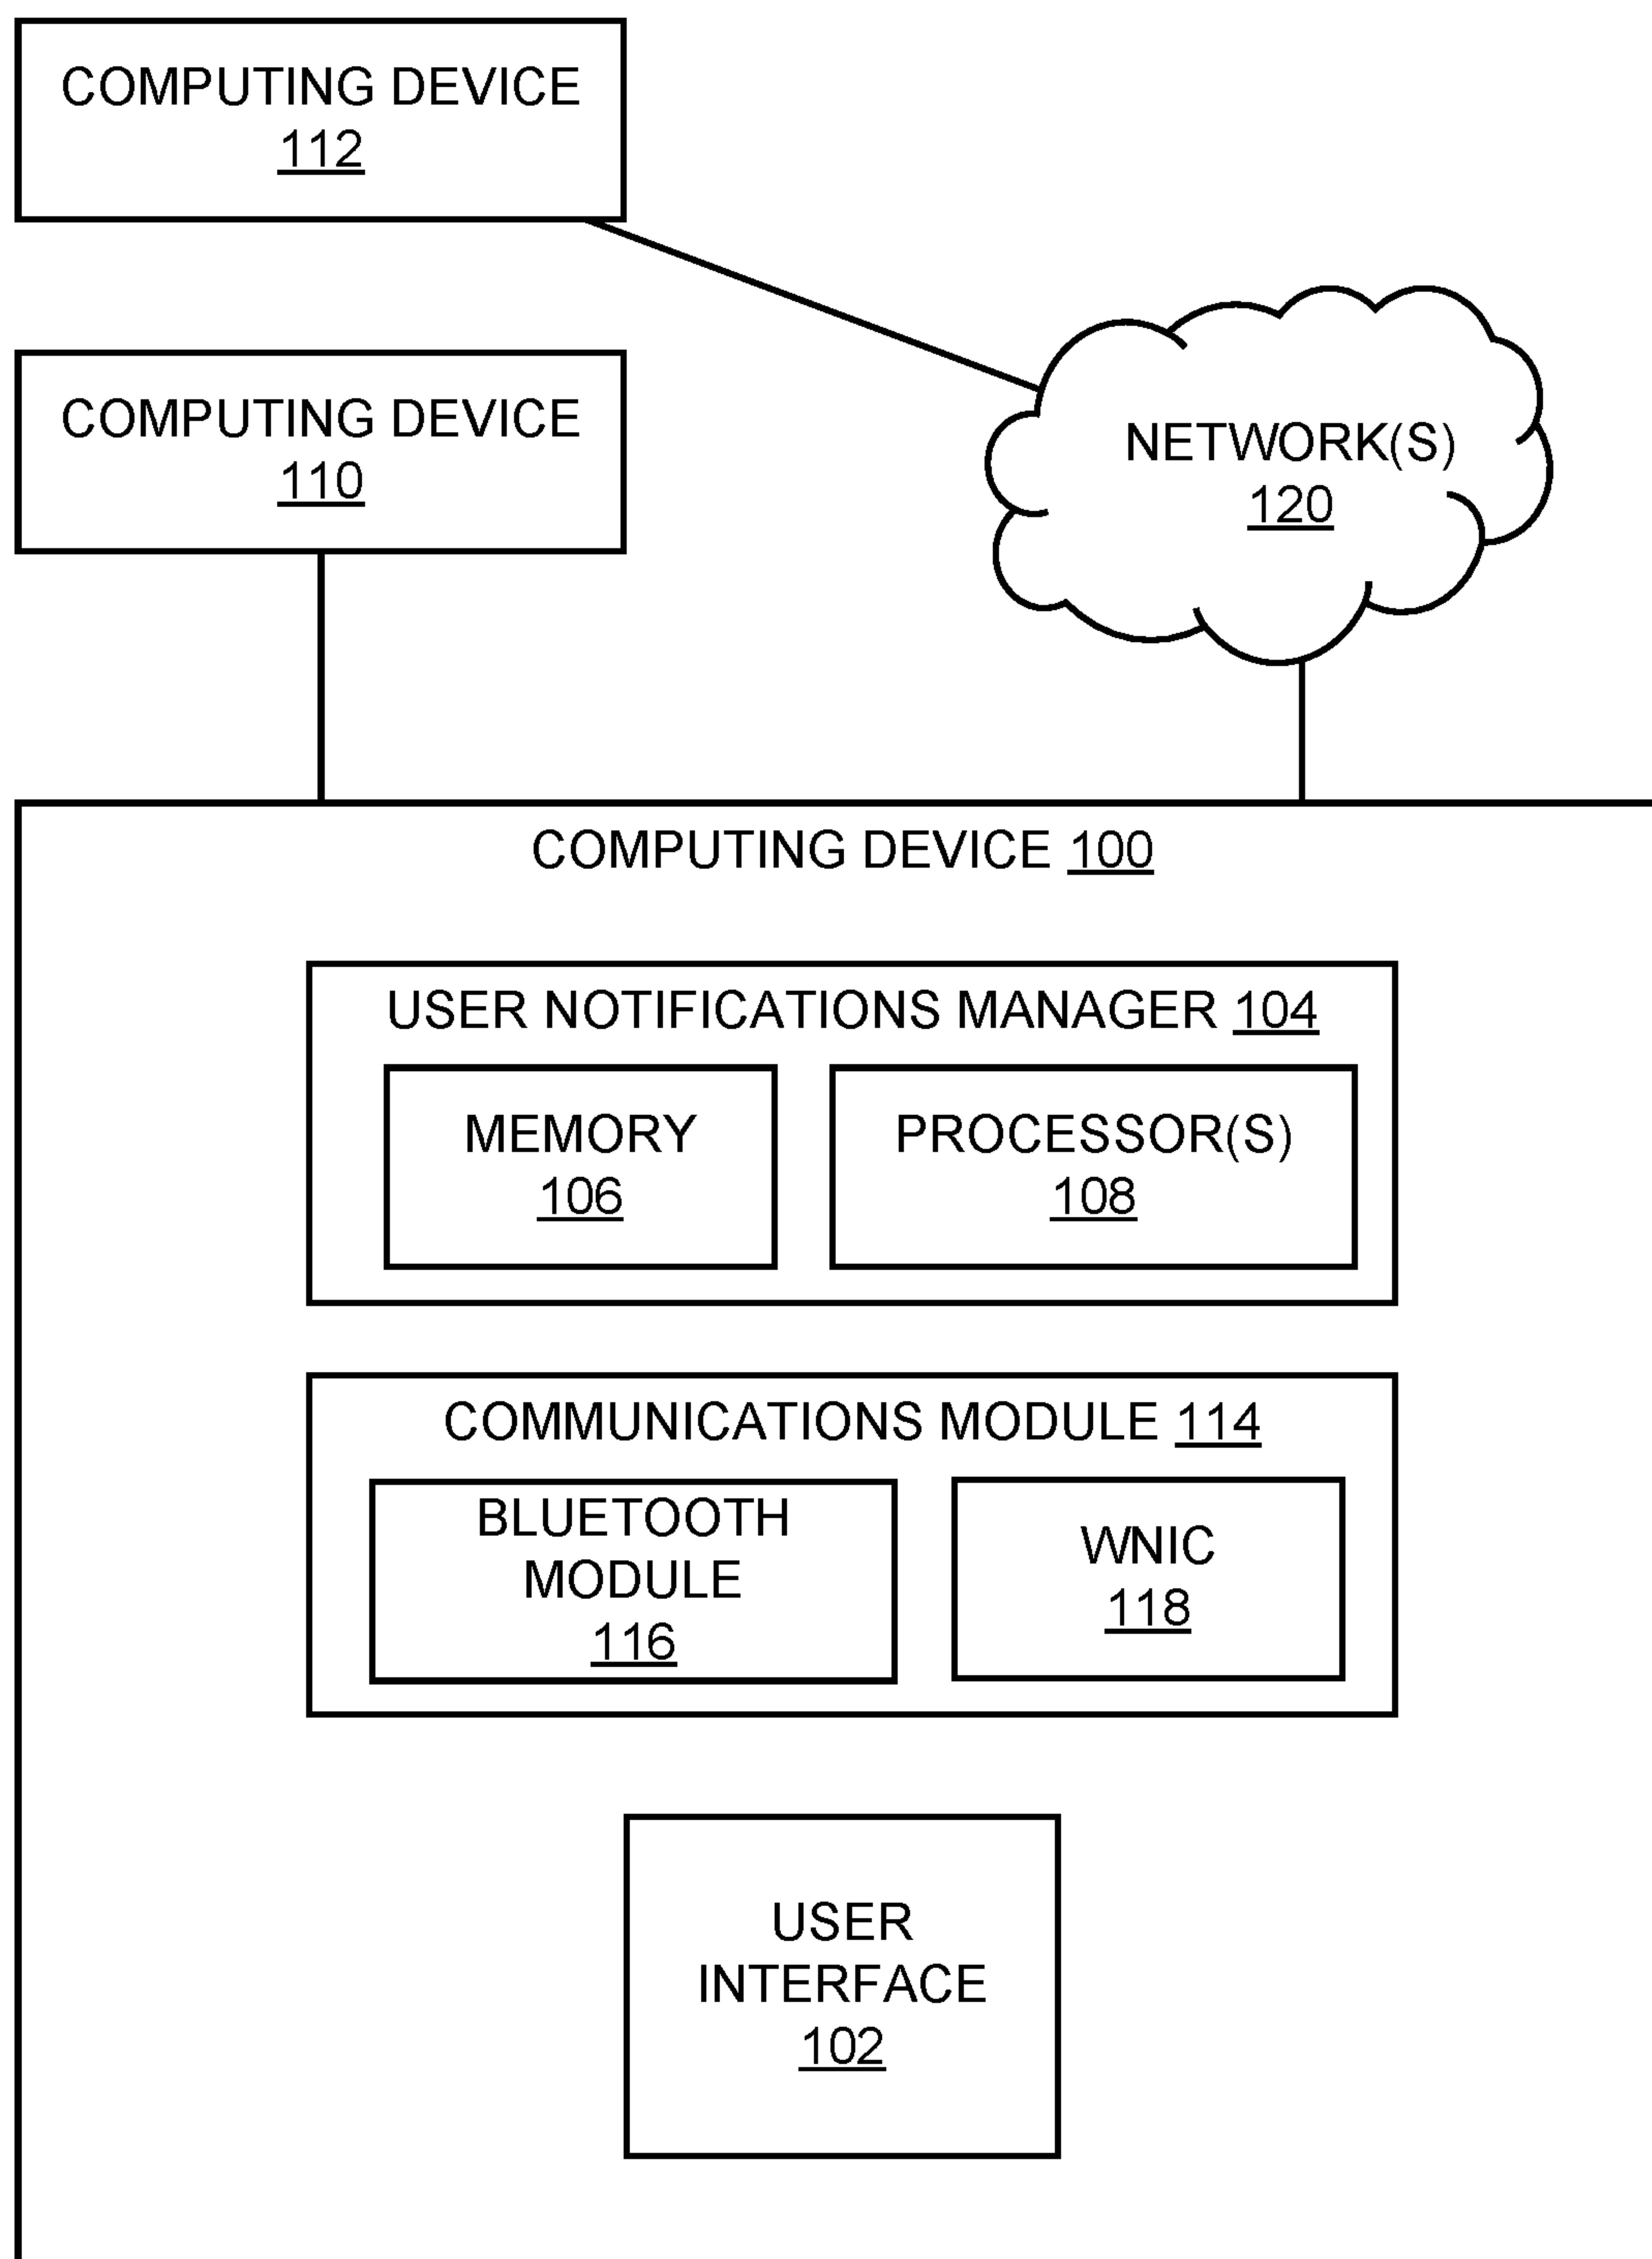 COMPUTING DEVICE
112
COMPUTING DEVICE
110
NETWORK(S)
120
COMPUTING DEVICE 100
USER NOTIFICATIONS MANAGER 104
MEMORY
106
PROCESSOR(S)
108
COMMUNICATIONS MODULE 114
BLUETOOTH
MODULE
116
WNIC
118
USER
INTERFACE
102